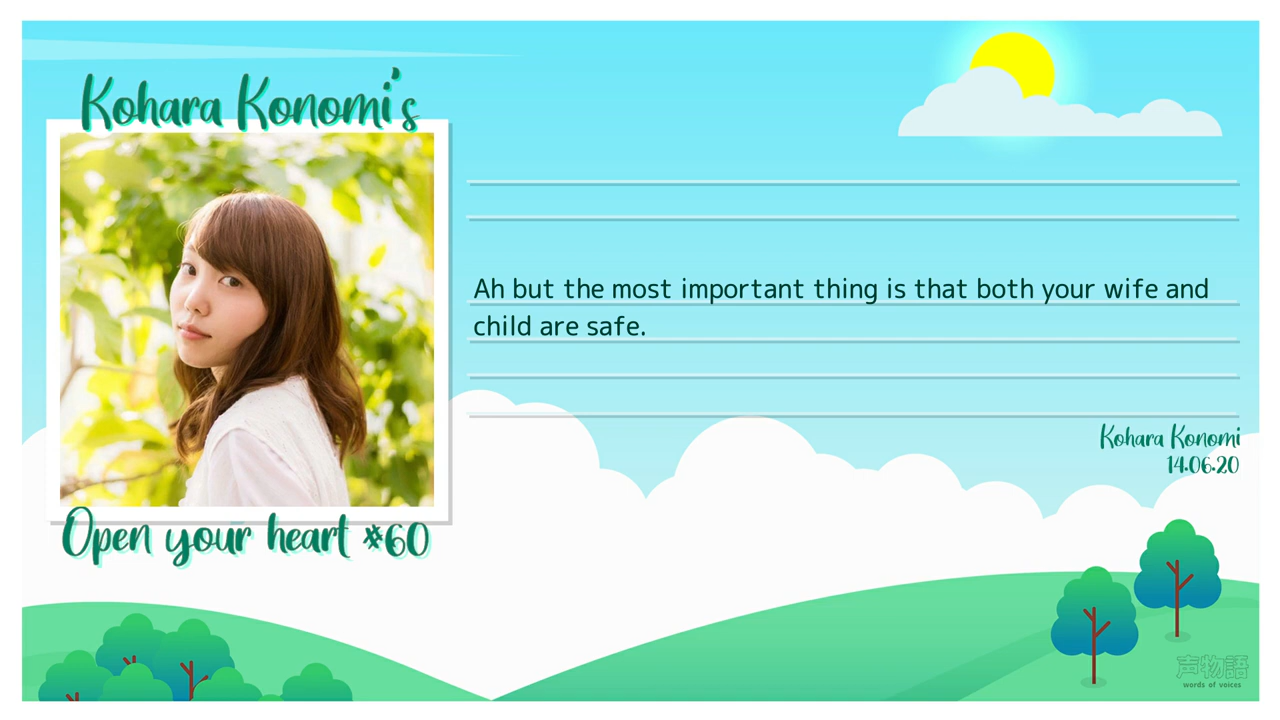 Kohara Konomi's
Open your heart #60
Ah but the most important thing is that both your wife and
child are safe.
Kohara Konomi
14.06.20
声物語
words of voices